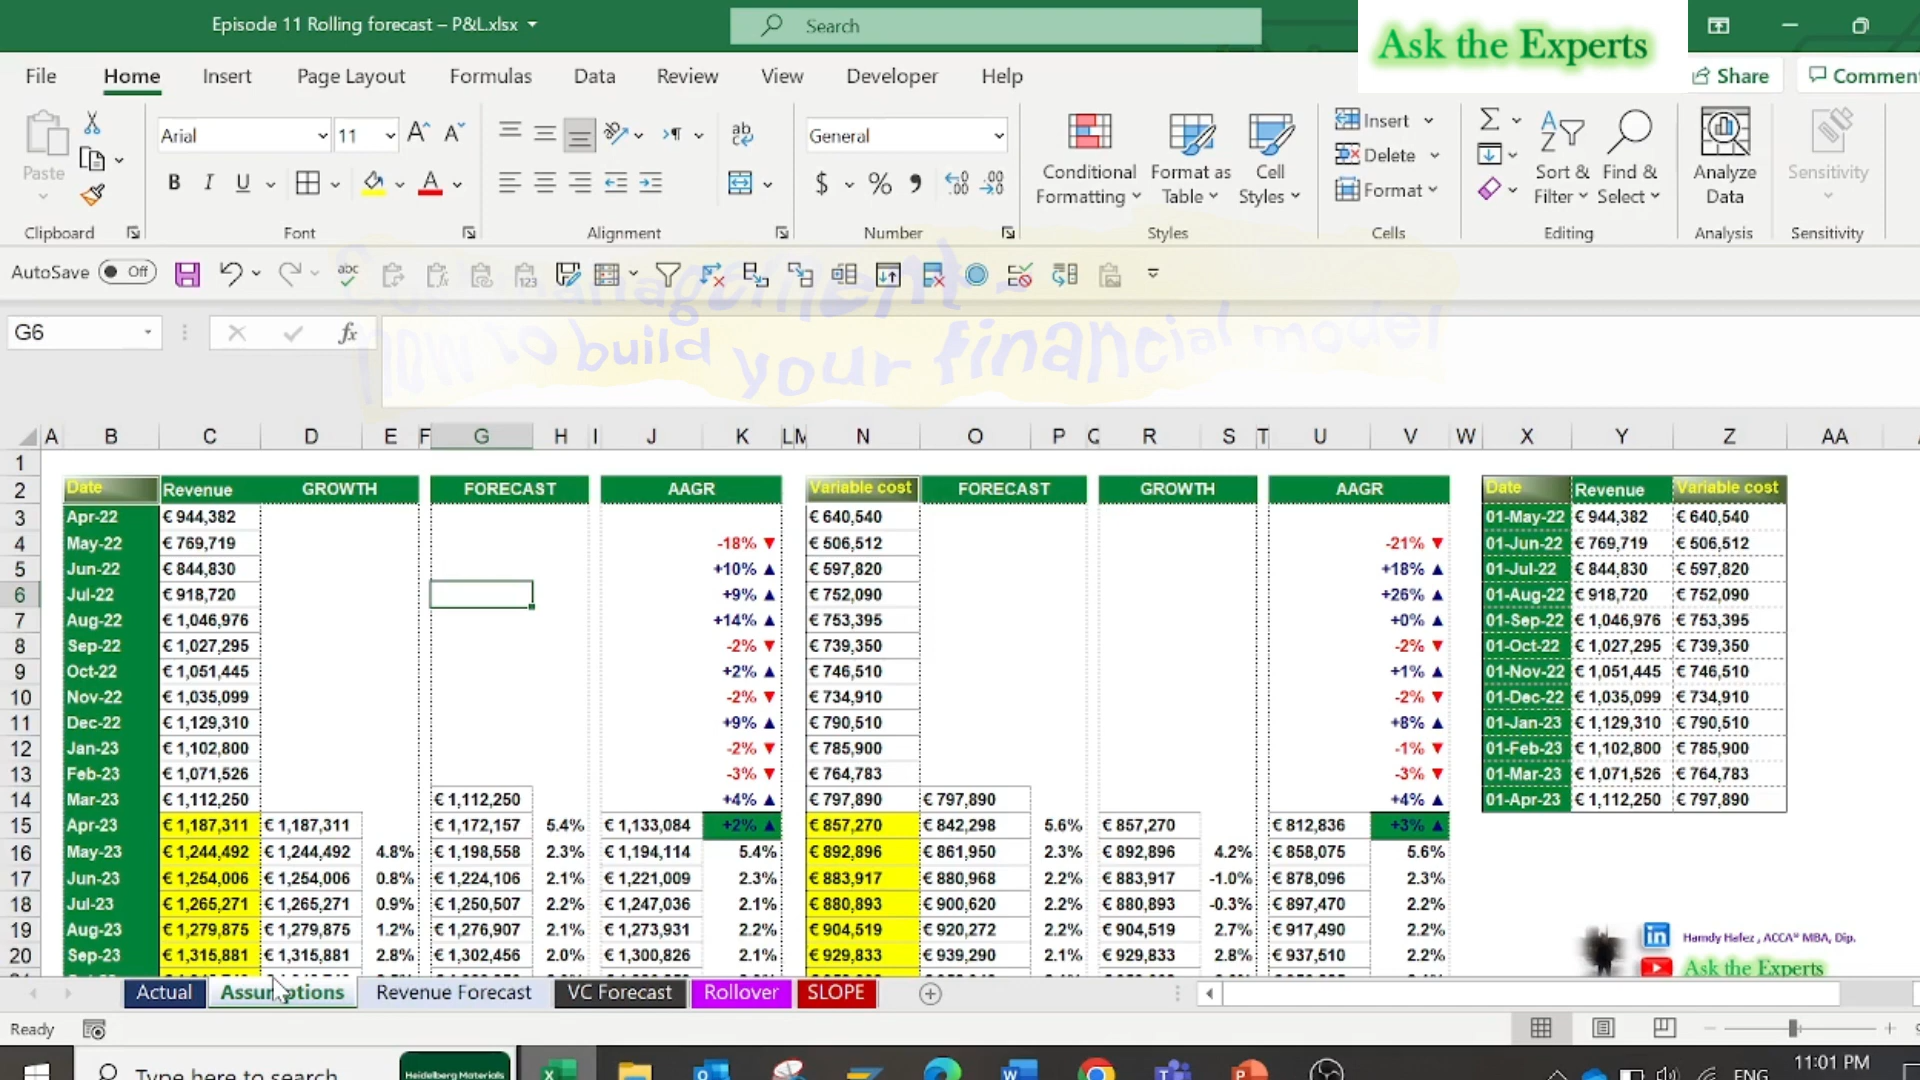 Episode 11 Rolling forecast – P&L.xlsx
Search
Ask the Experts
File Home Insert Page Layout Formulas Data Review View Developer Help
Share Commen
Paste
Arial 11
General
Conditional Formatting
Format as Table
Cell Styles
Insert
Delete
Format
Sort & Filter
Find & Select
Analyze Data
Sensitivity
Clipboard Font Alignment Number Styles Cells Editing Analysis Sensitivity
AutoSave Off
management -
how to build your financial model
G6 fx
A B C D E F G H I J K L M N O P Q R S T U V W X Y Z AA
1
2 Date Revenue GROWTH FORECAST AAGR Variable cost FORECAST GROWTH AAGR Date Revenue Variable cost
3 Apr-22 € 944,382 € 640,540 01-May-22 € 944,382 € 640,540
4 May-22 € 769,719 -18% ▼ € 506,512 -21% ▼ 01-Jun-22 € 769,719 € 506,512
5 Jun-22 € 844,830 +10% ▲ € 597,820 +18% ▲ 01-Jul-22 € 844,830 € 597,820
6 Jul-22 € 918,720 +9% ▲ € 752,090 +26% ▲ 01-Aug-22 € 918,720 € 752,090
7 Aug-22 € 1,046,976 +14% ▲ € 753,395 +0% ▲ 01-Sep-22 € 1,046,976 € 753,395
8 Sep-22 € 1,027,295 -2% ▼ € 739,350 -2% ▼ 01-Oct-22 € 1,027,295 € 739,350
9 Oct-22 € 1,051,445 +2% ▲ € 746,510 +1% ▲ 01-Nov-22 € 1,051,445 € 746,510
10 Nov-22 € 1,035,099 -2% ▼ € 734,910 -2% ▼ 01-Dec-22 € 1,035,099 € 734,910
11 Dec-22 € 1,129,310 +9% ▲ € 790,510 +8% ▲ 01-Jan-23 € 1,129,310 € 790,510
12 Jan-23 € 1,102,800 -2% ▼ € 785,900 -1% ▼ 01-Feb-23 € 1,102,800 € 785,900
13 Feb-23 € 1,071,526 -3% ▼ € 764,783 -3% ▼ 01-Mar-23 € 1,071,526 € 764,783
14 Mar-23 € 1,112,250 € 1,112,250 +4% ▲ € 797,890 € 797,890 +4% ▲ 01-Apr-23 € 1,112,250 € 797,890
15 Apr-23 € 1,187,311 € 1,187,311 € 1,172,157 5.4% € 1,133,084 +2% ▲ € 857,270 € 842,298 5.6% € 857,270 € 812,836 +3% ▲
16 May-23 € 1,244,492 € 1,244,492 4.8% € 1,198,558 2.3% € 1,194,114 5.4% € 892,896 € 861,950 2.3% € 892,896 4.2% € 858,075 5.6%
17 Jun-23 € 1,254,006 € 1,254,006 0.8% € 1,224,106 2.1% € 1,221,009 2.3% € 883,917 € 880,968 2.2% € 883,917 -1.0% € 878,096 2.3%
18 Jul-23 € 1,265,271 € 1,265,271 0.9% € 1,250,507 2.2% € 1,247,036 2.1% € 880,893 € 900,620 2.2% € 880,893 -0.3% € 897,470 2.2%
19 Aug-23 € 1,279,875 € 1,279,875 1.2% € 1,276,907 2.1% € 1,273,931 2.2% € 904,519 € 920,272 2.2% € 904,519 2.7% € 917,490 2.2%
20 Sep-23 € 1,315,881 € 1,315,881 2.8% € 1,302,456 2.0% € 1,300,826 2.1% € 929,833 € 939,290 2.1% € 929,833 2.8% € 937,510 2.2%
in Hamdy Hafez , ACCA® MBA, Dip.
Ask the Experts
Actual Assumptions Revenue Forecast VC Forecast Rollover SLOPE
Ready
Type here to search
Heidelberg Materials
ENG
11:01 PM